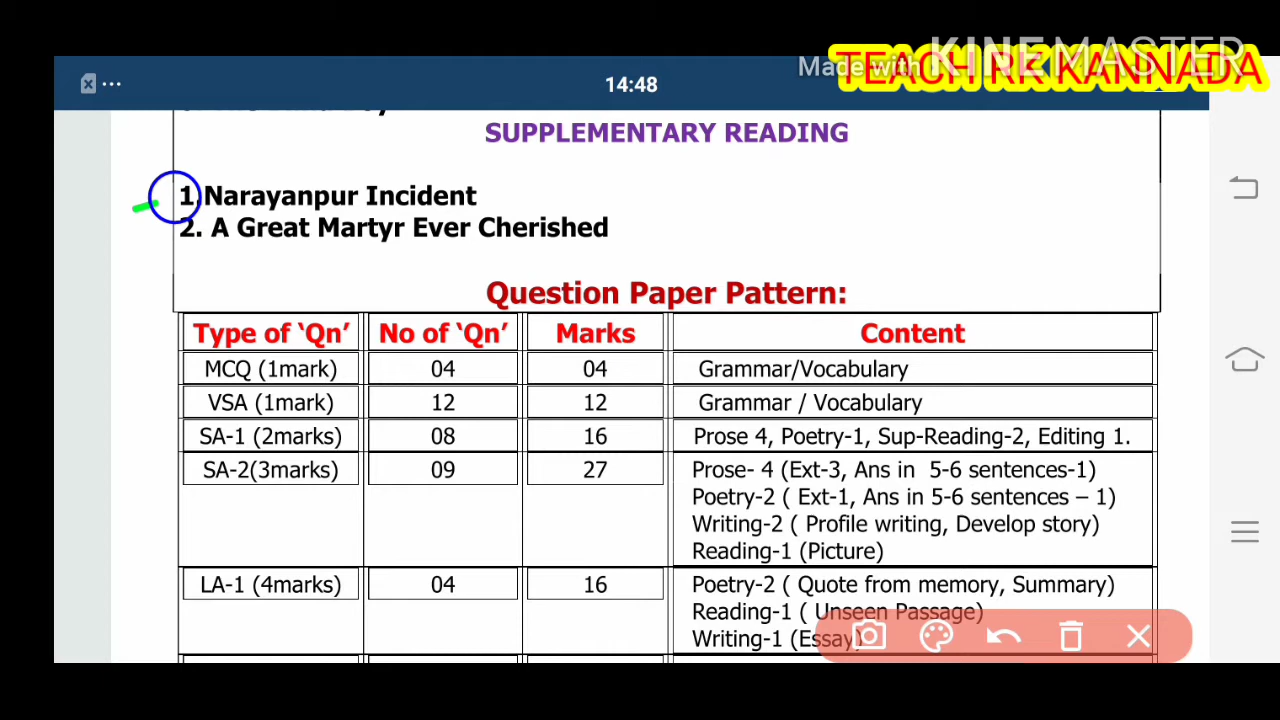 Made with KINEMASTER
TEACH RK KANNADA
14:48
SUPPLEMENTARY READING
1.Narayanpur Incident
2. A Great Martyr Ever Cherished
Question Paper Pattern:
Type of ‘Qn’ No of ‘Qn’ Marks Content
MCQ (1mark) 04 04 Grammar/Vocabulary
VSA (1mark) 12 12 Grammar / Vocabulary
SA-1 (2marks) 08 16 Prose 4, Poetry-1, Sup-Reading-2, Editing 1.
SA-2(3marks) 09 27 Prose- 4 (Ext-3, Ans in 5-6 sentences-1)
Poetry-2 ( Ext-1, Ans in 5-6 sentences – 1)
Writing-2 ( Profile writing, Develop story)
Reading-1 (Picture)
LA-1 (4marks) 04 16 Poetry-2 ( Quote from memory, Summary)
Reading-1 ( Unseen Passage)
Writing-1 (Essay)